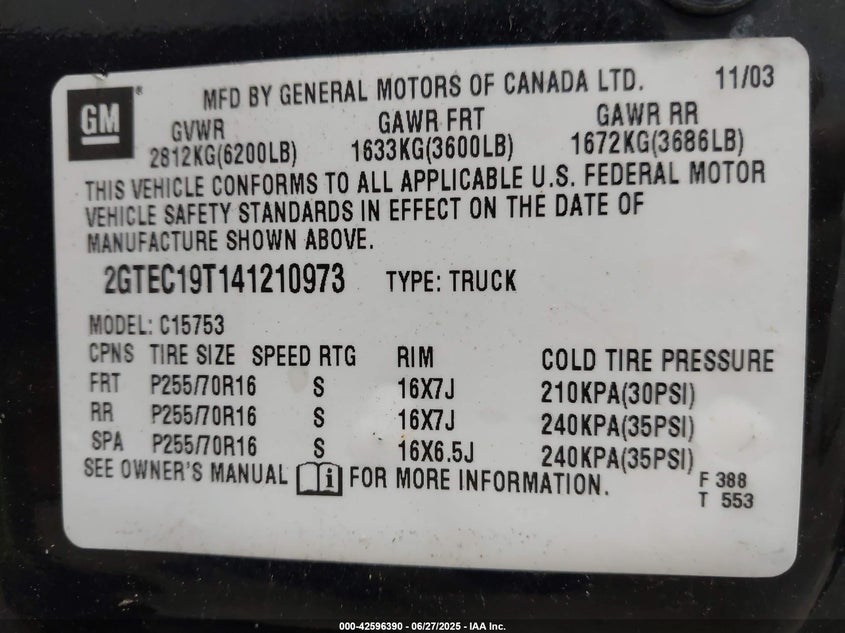 GM ® MFD BY GENERAL MOTORS OF CANADA LTD. 11/03
GVWR GAWR FRT GAWR RR
2812KG(6200LB) 1633KG(3600LB) 1672KG(3686LB)
THIS VEHICLE CONFORMS TO ALL APPLICABLE U.S. FEDERAL MOTOR
VEHICLE SAFETY STANDARDS IN EFFECT ON THE DATE OF
MANUFACTURE SHOWN ABOVE.
2GTEC19T141210973 TYPE: TRUCK
MODEL: C15753
CPNS TIRE SIZE SPEED RTG RIM COLD TIRE PRESSURE
FRT P255/70R16 S 16X7J 210KPA(30PSI)
RR P255/70R16 S 16X7J 240KPA(35PSI)
SPA P255/70R16 S 16X6.5J 240KPA(35PSI)
SEE OWNER'S MANUAL i FOR MORE INFORMATION.
F 388
T 553
000-42596390 - 06/27/2025 - IAA Inc.